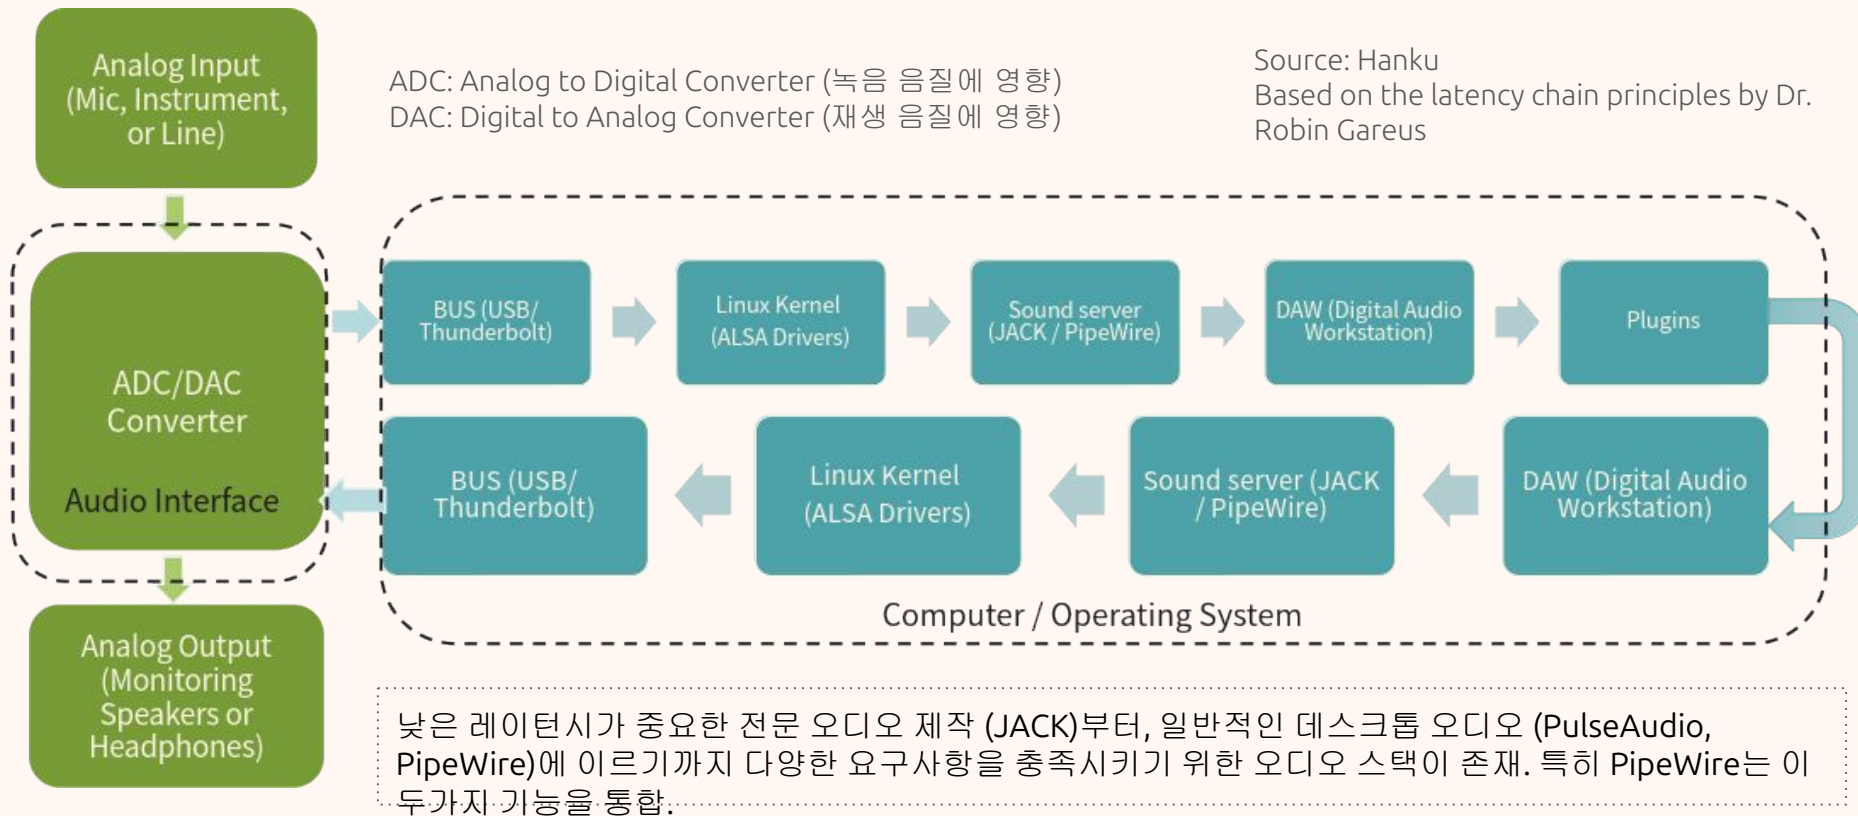 Analog Input
(Mic, Instrument,
or Line)
ADC: Analog to Digital Converter (녹음 음질에 영향)
DAC: Digital to Analog Converter (재생 음질에 영향)
Source: Hanku
Based on the latency chain principles by Dr.
Robin Gareus
ADC/DAC
Converter
Audio Interface
BUS (USB/
Thunderbolt)
Linux Kernel
(ALSA Drivers)
Sound server
(JACK / PipeWire)
DAW (Digital Audio
Workstation)
Plugins
BUS (USB/
Thunderbolt)
Linux Kernel
(ALSA Drivers)
Sound server (JACK
/ PipeWire)
DAW (Digital Audio
Workstation)
Computer / Operating System
Analog Output
(Monitoring
Speakers or
Headphones)
낮은 레이턴시가 중요한 전문 오디오 제작 (JACK)부터, 일반적인 데스크톱 오디오 (PulseAudio,
PipeWire)에 이르기까지 다양한 요구사항을 충족시키기 위한 오디오 스택이 존재. 특히 PipeWire는 이
두가지 기능을 통합.